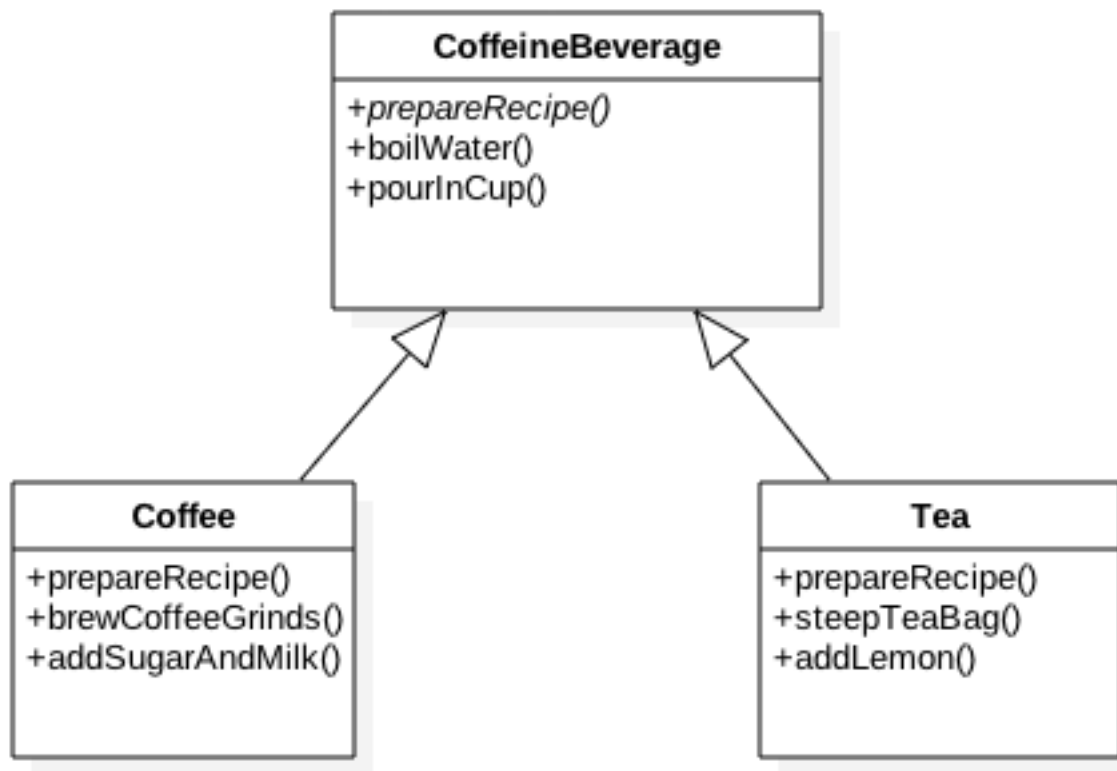 CoffeineBeverage
+prepareRecipe()
+boilWater()
+pourInCup()
Coffee
+prepareRecipe()
+brewCoffeeGrinds()
+addSugarAndMilk()
Tea
+prepareRecipe()
+steepTeaBag()
+addLemon()